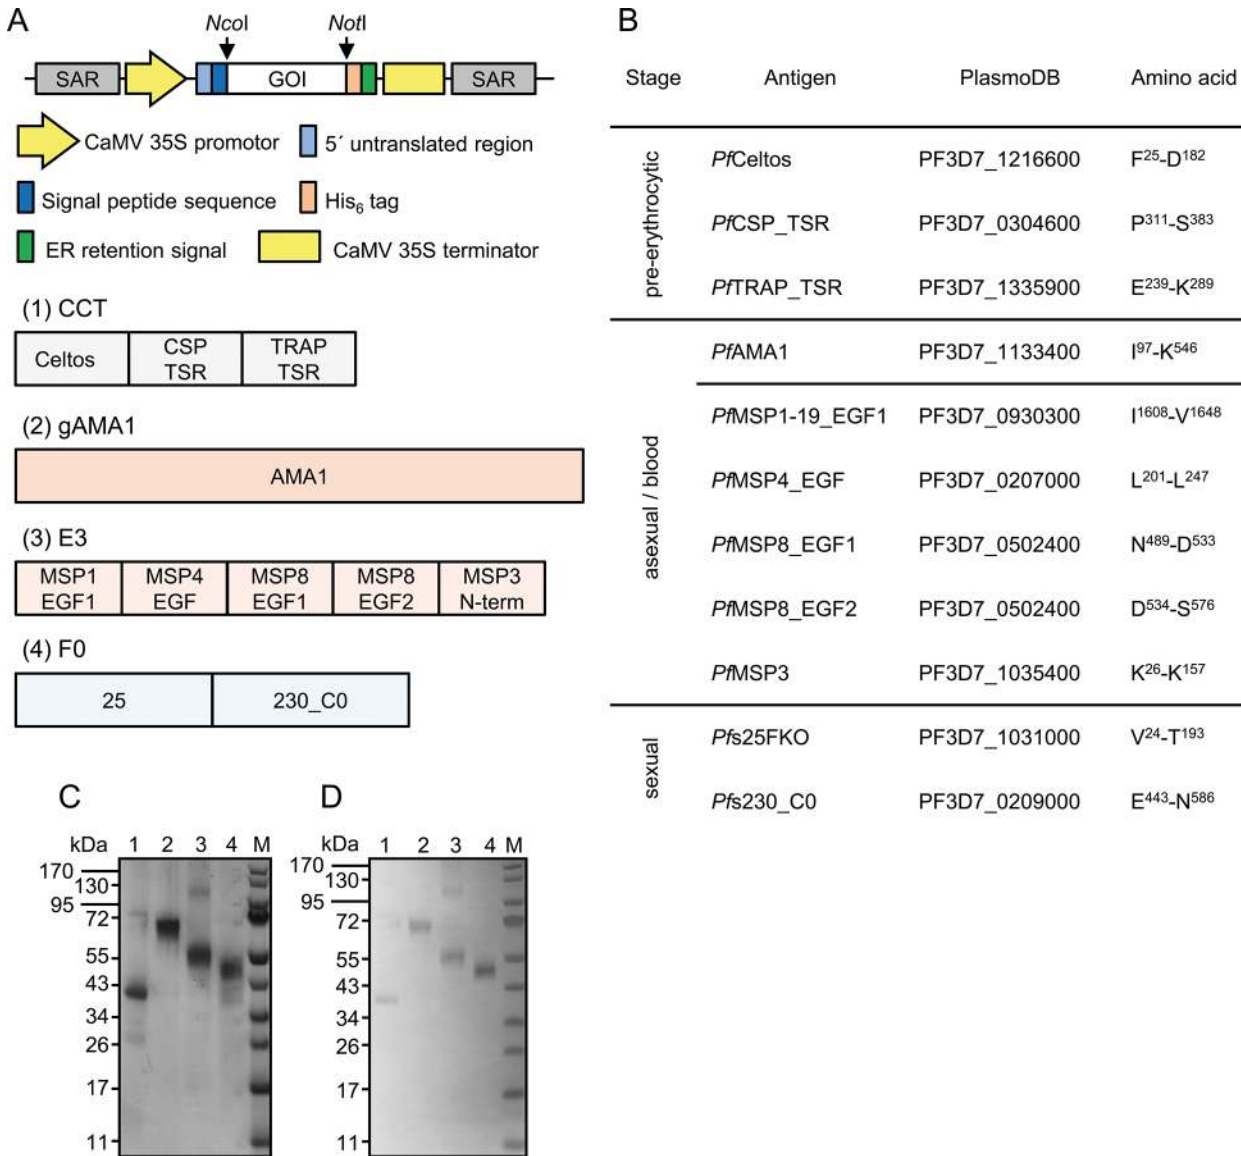 A
NcoI NotI
SAR GOI SAR
CaMV 35S promotor 5´ untranslated region
Signal peptide sequence His6 tag
ER retention signal CaMV 35S terminator
(1) CCT
Celtos CSP TSR TRAP TSR
(2) gAMA1
AMA1
(3) E3
MSP1 EGF1 MSP4 EGF MSP8 EGF1 MSP8 EGF2 MSP3 N-term
(4) F0
25 230_C0
B
Stage Antigen PlasmoDB Amino acid
pre-erythrocytic
PfCeltos PF3D7_1216600 F25-D182
PfCSP_TSR PF3D7_0304600 P311-S383
PfTRAP_TSR PF3D7_1335900 E239-K289
asexual / blood
PfAMA1 PF3D7_1133400 I97-K546
PfMSP1-19_EGF1 PF3D7_0930300 I1608-V1648
PfMSP4_EGF PF3D7_0207000 L201-L247
PfMSP8_EGF1 PF3D7_0502400 N489-D533
PfMSP8_EGF2 PF3D7_0502400 D534-S576
PfMSP3 PF3D7_1035400 K26-K157
sexual
Pfs25FKO PF3D7_1031000 V24-T193
Pfs230_C0 PF3D7_0209000 E443-N586
C
kDa 1 2 3 4 M
170
130
95
72
55
43
34
26
17
11
D
kDa 1 2 3 4 M
170
130
95
72
55
43
34
26
17
11